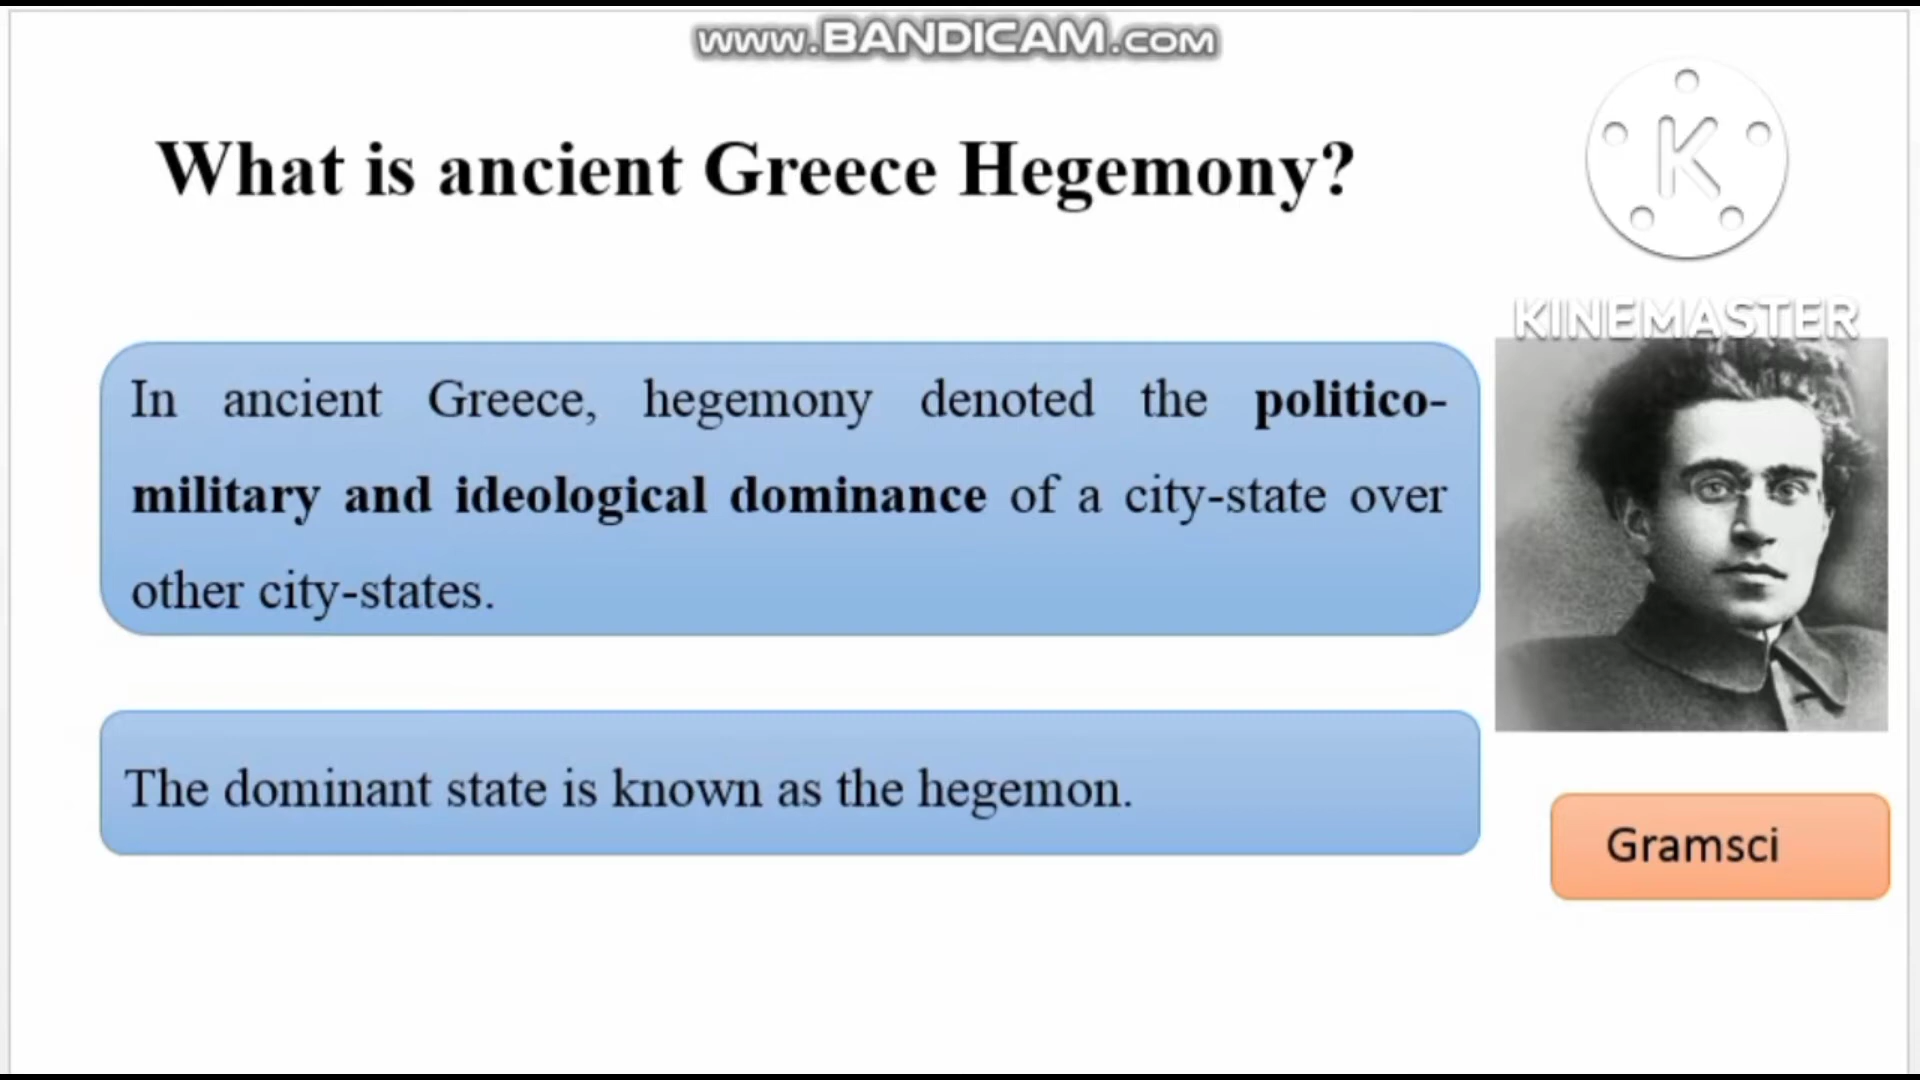 www.BANDICAM.com
What is ancient Greece Hegemony?
K
KINEMASTER
In ancient Greece, hegemony denoted the politico-
military and ideological dominance of a city-state over
other city-states.
The dominant state is known as the hegemon.
Gramsci